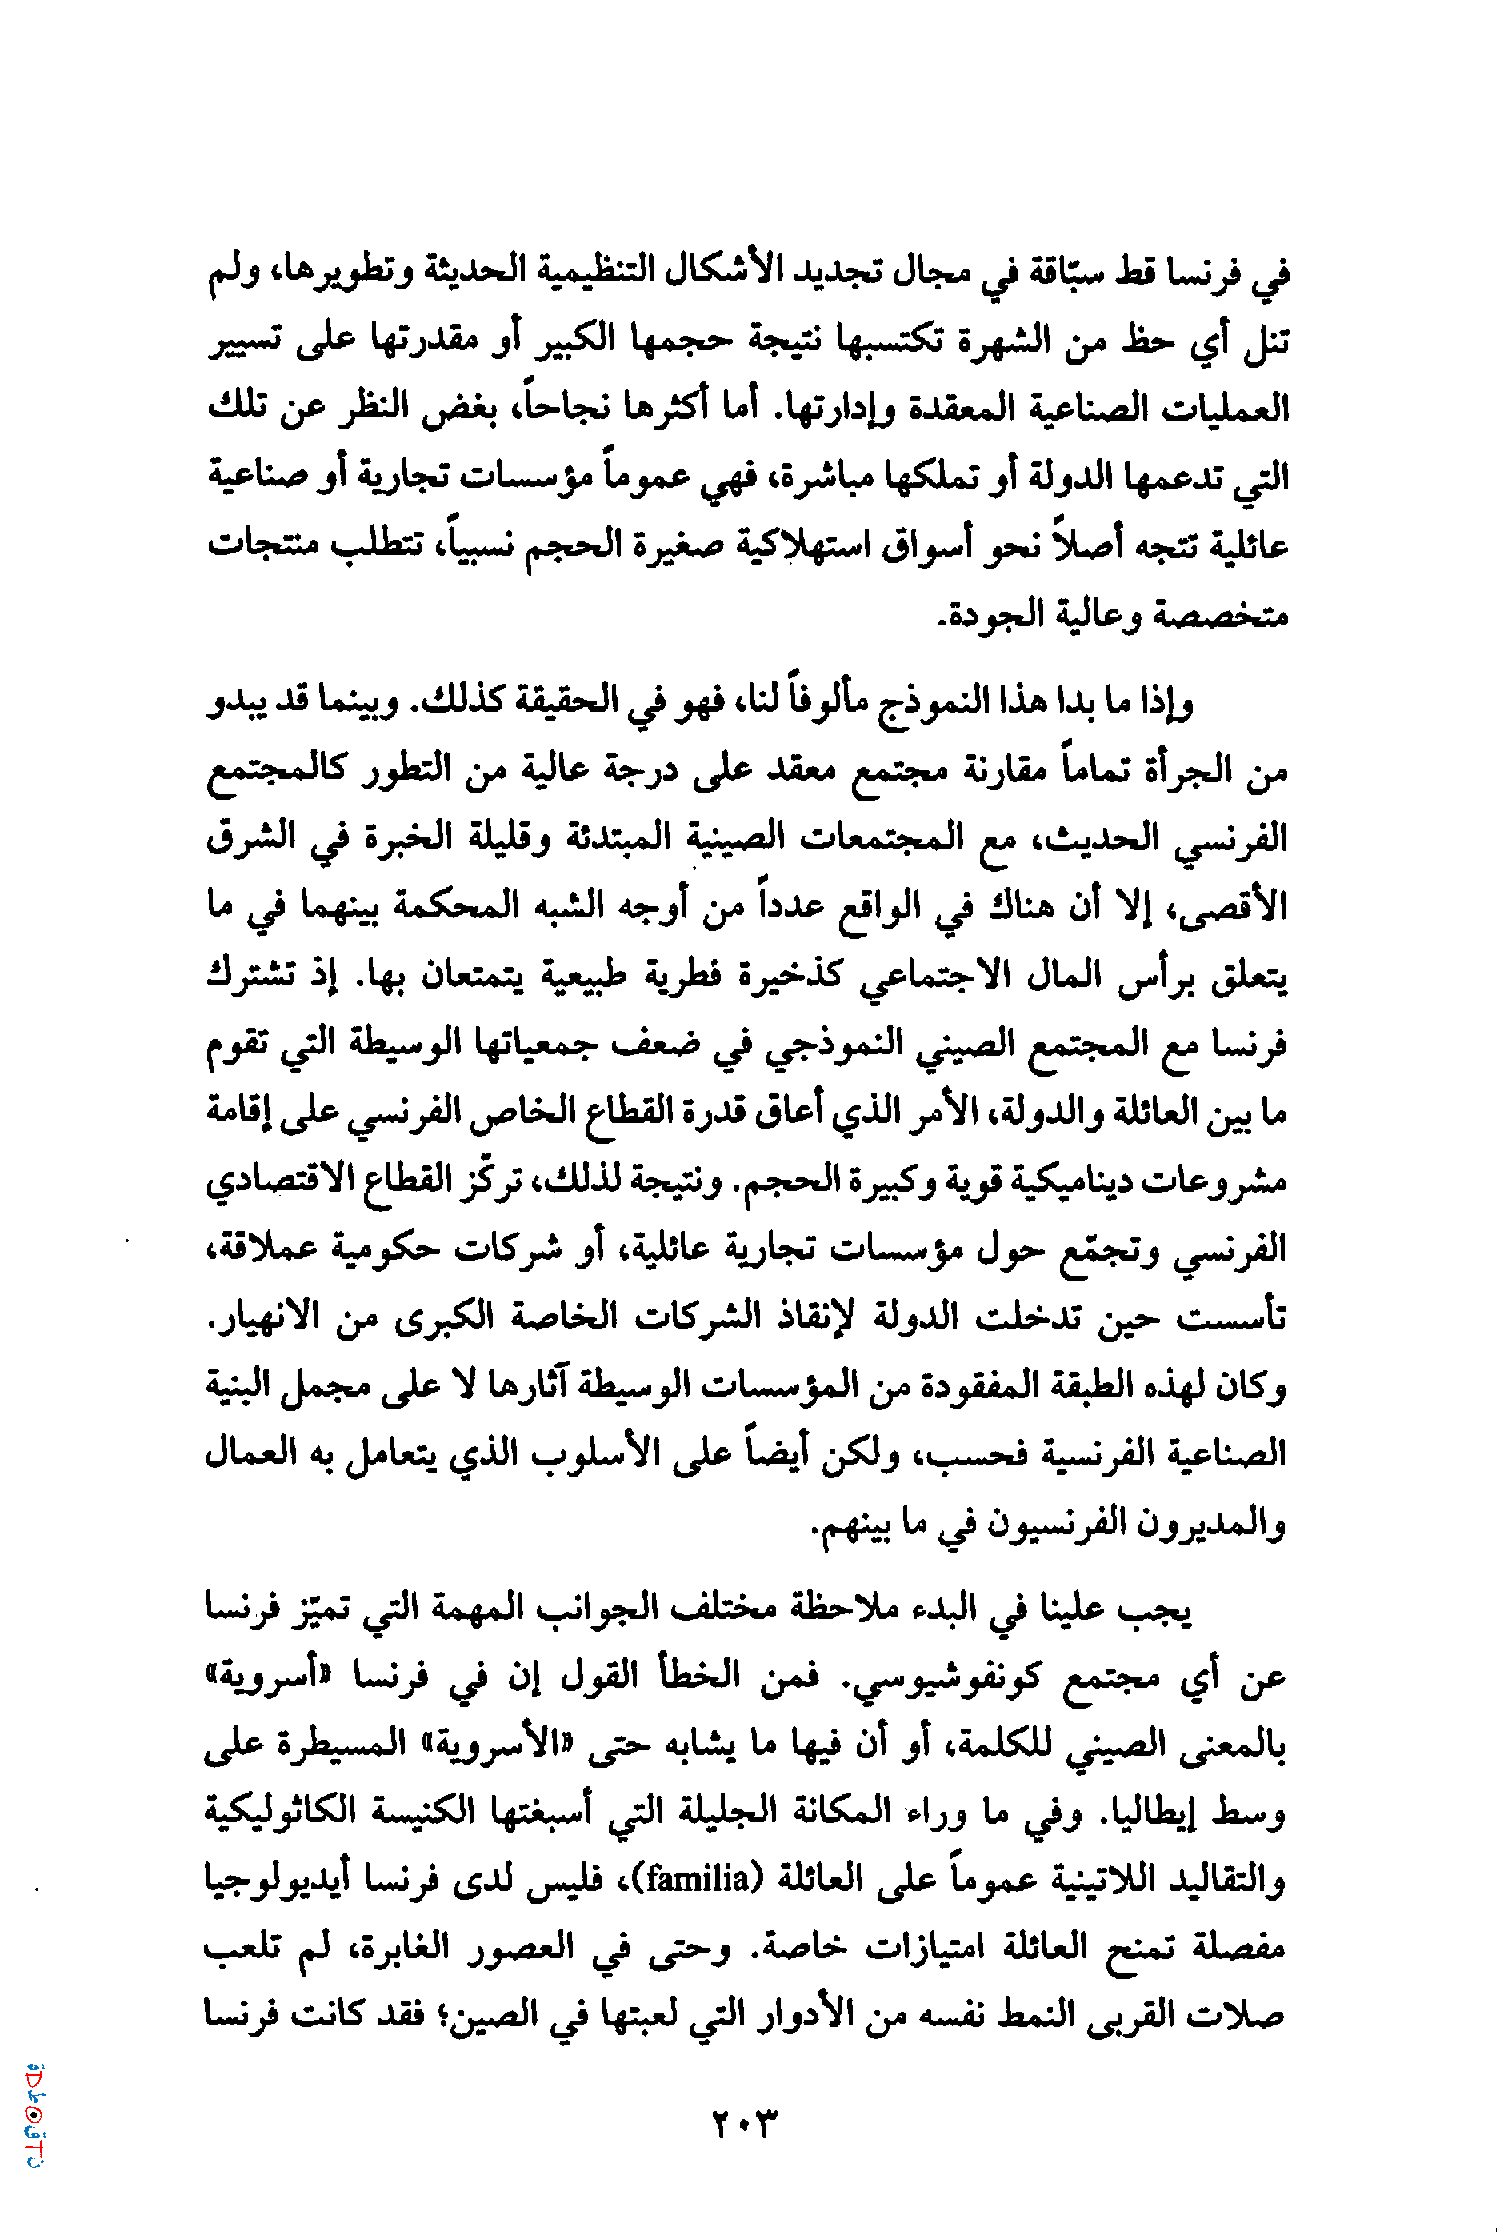 في فرنسا قط سبّاقة في مجال تجديد الأشكال التنظيمية الحديثة وتطويرها، ولم
تنل أي حظ من الشهرة تكتسبها نتيجة حجمها الكبير أو مقدرتها على تسيير
العمليات الصناعية المعقدة وإدارتها. أما أكثرها نجاحاً، بغض النظر عن تلك
التي تدعمها الدولة أو تملكها مباشرة، فهي عموماً مؤسسات تجارية أو صناعية
عائلية تتجه أصلاً نحو أسواق استهلاكية صغيرة الحجم نسبياً، تتطلب منتجات
متخصصة وعالية الجودة.
وإذا ما بدا هذا النموذج مألوفاً لنا، فهو في الحقيقة كذلك. وبينما قد يبدو
من الجرأة تماماً مقارنة مجتمع معقد على درجة عالية من التطور كالمجتمع
الفرنسي الحديث، مع المجتمعات الصينية المبتدئة وقليلة الخبرة في الشرق
الأقصى، إلا أن هناك في الواقع عدداً من أوجه الشبه المحكمة بينهما في ما
يتعلق برأس المال الاجتماعي كذخيرة فطرية طبيعية يتمتعان بها. إذ تشترك
فرنسا مع المجتمع الصيني النموذجي في ضعف جمعياتها الوسيطة التي تقوم
ما بين العائلة والدولة، الأمر الذي أعاق قدرة القطاع الخاص الفرنسي على إقامة
مشروعات ديناميكية قوية وكبيرة الحجم. ونتيجة لذلك، تركّز القطاع الاقتصادي
الفرنسي وتجمّع حول مؤسسات تجارية عائلية، أو شركات حكومية عملاقة،
تأسست حين تدخلت الدولة لإنقاذ الشركات الخاصة الكبرى من الانهيار.
وكان لهذه الطبقة المفقودة من المؤسسات الوسيطة آثارها لا على مجمل البنية
الصناعية الفرنسية فحسب، ولكن أيضاً على الأسلوب الذي يتعامل به العمال
والمديرون الفرنسيون في ما بينهم.
يجب علينا في البدء ملاحظة مختلف الجوانب المهمة التي تميّز فرنسا
عن أي مجتمع كونفوشيوسي. فمن الخطأ القول إن في فرنسا «أسروية»
بالمعنى الصيني للكلمة، أو أن فيها ما يشابه حتى «الأسروية» المسيطرة على
وسط إيطاليا. وفي ما وراء المكانة الجليلة التي أسبغتها الكنيسة الكاثوليكية
والتقاليد اللاتينية عموماً على العائلة (familia)، فليس لدى فرنسا أيديولوجيا
مفصلة تمنح العائلة امتيازات خاصة. وحتى في العصور الغابرة، لم تلعب
صلات القربى النمط نفسه من الأدوار التي لعبتها في الصين؛ فقد كانت فرنسا
٢٠٣